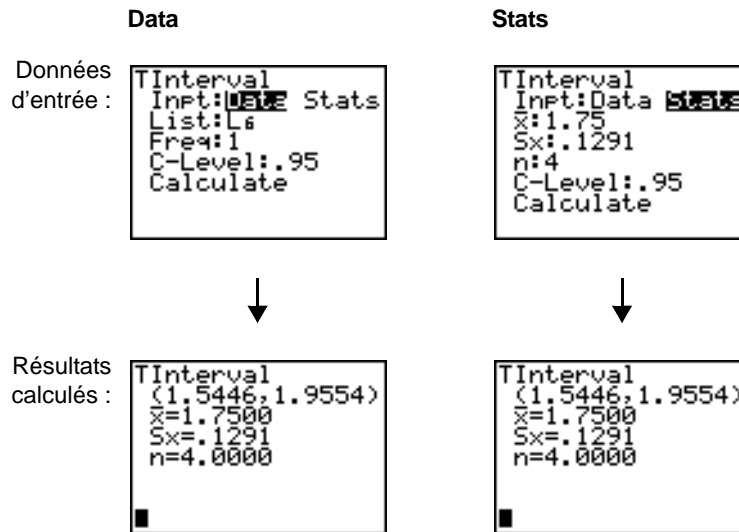 Data
Stats
Données d'entrée :
TInterval
Inpt:Data Stats
List:L6
Freq:1
C-Level:.95
Calculate
TInterval
Inpt:Data Stats
x̄:1.75
Sx:.1291
n:4
C-Level:.95
Calculate
Résultats calculés :
TInterval
(1.5446,1.9554)
x̄=1.7500
Sx=.1291
n=4.0000
TInterval
(1.5446,1.9554)
x̄=1.7500
Sx=.1291
n=4.0000